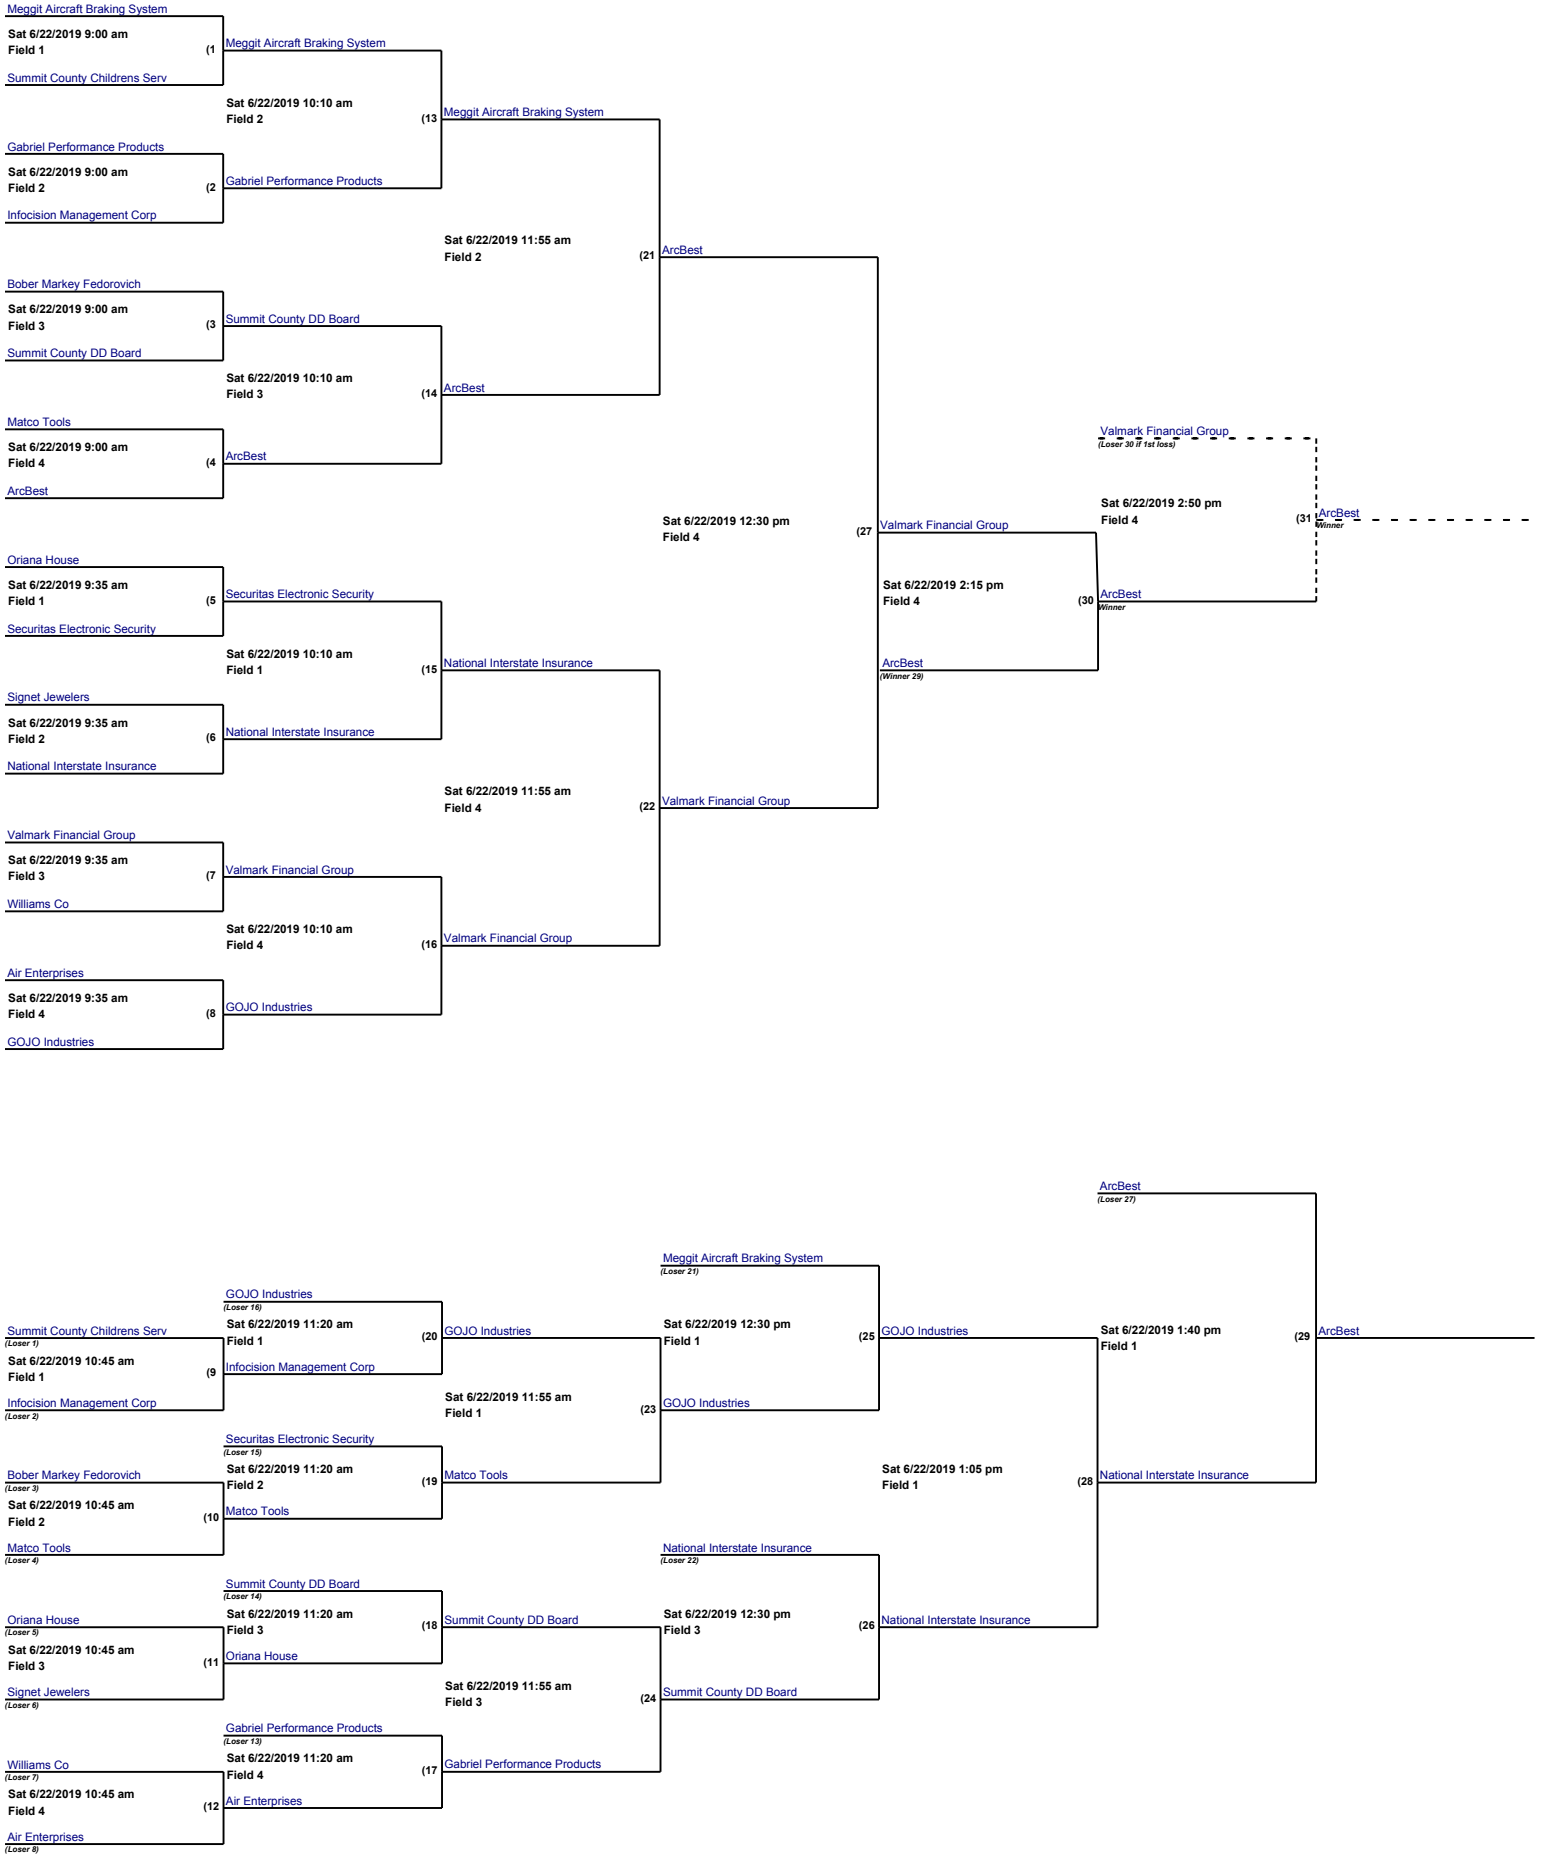 Meggit Aircraft Braking System
Sat 6/22/2019 9:00 am
Field 1
(1
Summit County Childrens Serv
Meggit Aircraft Braking System
Sat 6/22/2019 10:10 am
Field 2
(13
Gabriel Performance Products
Sat 6/22/2019 9:00 am
Field 2
(2
Infocision Management Corp
Gabriel Performance Products
Meggit Aircraft Braking System
Sat 6/22/2019 11:55 am
Field 2
(21
Bober Markey Fedorovich
Sat 6/22/2019 9:00 am
Field 3
(3
Summit County DD Board
Summit County DD Board
Sat 6/22/2019 10:10 am
Field 3
(14
Matco Tools
Sat 6/22/2019 9:00 am
Field 4
(4
ArcBest
ArcBest
ArcBest
ArcBest
Sat 6/22/2019 12:30 pm
Field 4
(27
Oriana House
Sat 6/22/2019 9:35 am
Field 1
(5
Securitas Electronic Security
Securitas Electronic Security
Sat 6/22/2019 10:10 am
Field 1
(15
Signet Jewelers
Sat 6/22/2019 9:35 am
Field 2
(6
National Interstate Insurance
National Interstate Insurance
National Interstate Insurance
Sat 6/22/2019 11:55 am
Field 4
(22
Valmark Financial Group
Sat 6/22/2019 9:35 am
Field 3
(7
Williams Co
Valmark Financial Group
Sat 6/22/2019 10:10 am
Field 4
(16
Air Enterprises
Sat 6/22/2019 9:35 am
Field 4
(8
GOJO Industries
GOJO Industries
Valmark Financial Group
Valmark Financial Group
Valmark Financial Group
Sat 6/22/2019 2:15 pm
Field 4
(30
ArcBest
(Winner 29)
Valmark Financial Group
(Loser 30 if 1st loss)
Sat 6/22/2019 2:50 pm
Field 4
(31
ArcBest
Winner
ArcBest
Winner
Summit County Childrens Serv
(Loser 1)
Sat 6/22/2019 10:45 am
Field 1
(9
Infocision Management Corp
(Loser 2)
GOJO Industries
(Loser 16)
Sat 6/22/2019 11:20 am
Field 1
(20
Infocision Management Corp
GOJO Industries
Sat 6/22/2019 11:55 am
Field 1
(23
Bober Markey Fedorovich
(Loser 3)
Sat 6/22/2019 10:45 am
Field 2
(10
Matco Tools
(Loser 4)
Securitas Electronic Security
(Loser 15)
Sat 6/22/2019 11:20 am
Field 2
(19
Matco Tools
Matco Tools
Meggit Aircraft Braking System
(Loser 21)
Sat 6/22/2019 12:30 pm
Field 1
(25
GOJO Industries
GOJO Industries
Sat 6/22/2019 1:05 pm
Field 1
(28
Oriana House
(Loser 5)
Sat 6/22/2019 10:45 am
Field 3
(11
Signet Jewelers
(Loser 6)
Summit County DD Board
(Loser 14)
Sat 6/22/2019 11:20 am
Field 3
(18
Oriana House
Summit County DD Board
Sat 6/22/2019 11:55 am
Field 3
(24
Williams Co
(Loser 7)
Sat 6/22/2019 10:45 am
Field 4
(12
Air Enterprises
(Loser 8)
Gabriel Performance Products
(Loser 13)
Sat 6/22/2019 11:20 am
Field 4
(17
Air Enterprises
Gabriel Performance Products
National Interstate Insurance
(Loser 22)
Sat 6/22/2019 12:30 pm
Field 3
(26
Summit County DD Board
National Interstate Insurance
ArcBest
(Loser 27)
Sat 6/22/2019 1:40 pm
Field 1
(29
National Interstate Insurance
ArcBest